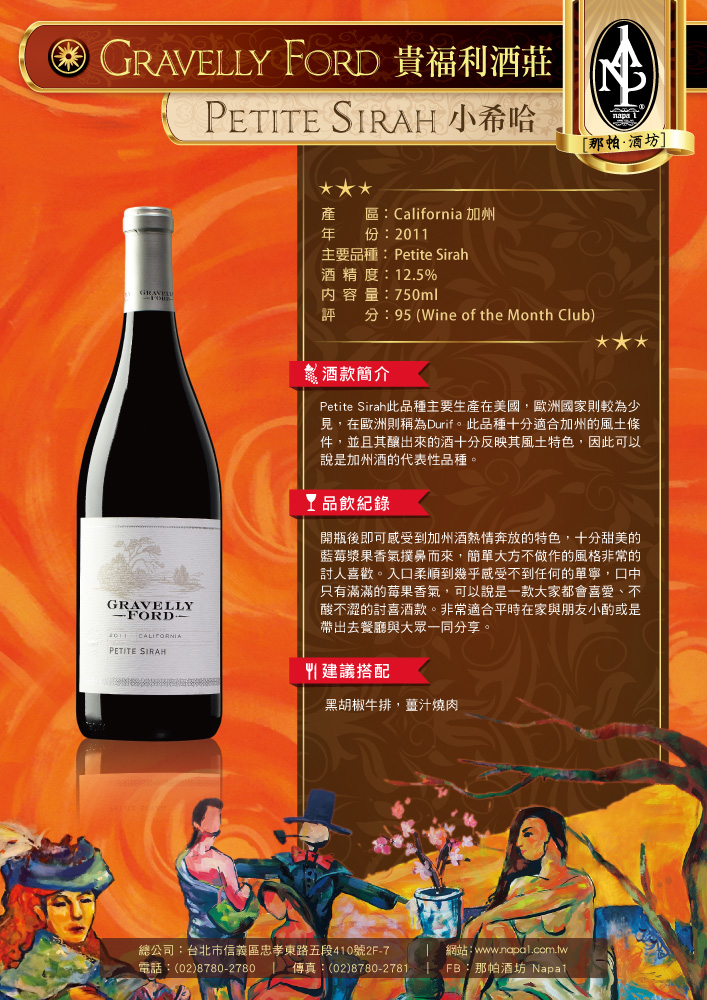 GRAVELLY FORD 貴福利酒莊
PETITE SIRAH 小希哈
napa 1®
[那帕·酒坊]
產區:California 加州
年份:2011
主要品種:Petite Sirah
酒精度:12.5%
內容量:750ml
評分:95 (Wine of the Month Club)
酒款簡介
Petite Sirah此品種主要生產在美國,歐洲國家則較為少
見,在歐洲則稱為Durif。此品種十分適合加州的風土條
件,並且其釀出來的酒十分反映其風土特色,因此可以
說是加州酒的代表性品種。
品飲紀錄
開瓶後即可感受到加州酒熱情奔放的特色,十分甜美的
藍莓漿果香氣撲鼻而來,簡單大方不做作的風格非常的
討人喜歡。入口柔順到幾乎感受不到任何的單寧,口中
只有滿滿的莓果香氣,可以說是一款大家都會喜愛、不
酸不澀的討喜酒款。非常適合平時在家與朋友小酌或是
帶出去餐廳與大眾一同分享。
建議搭配
黑胡椒牛排,薑汁燒肉
GRAVELLY
FORD
GRAVELLY
FORD
2011 CALIFORNIA
PETITE SIRAH
總公司:台北市信義區忠孝東路五段410號2F-7 | 網站:www.napa1.com.tw
電話:(02)8780-2780 | 傳真:(02)8780-2781 | FB:那帕酒坊 Napa1